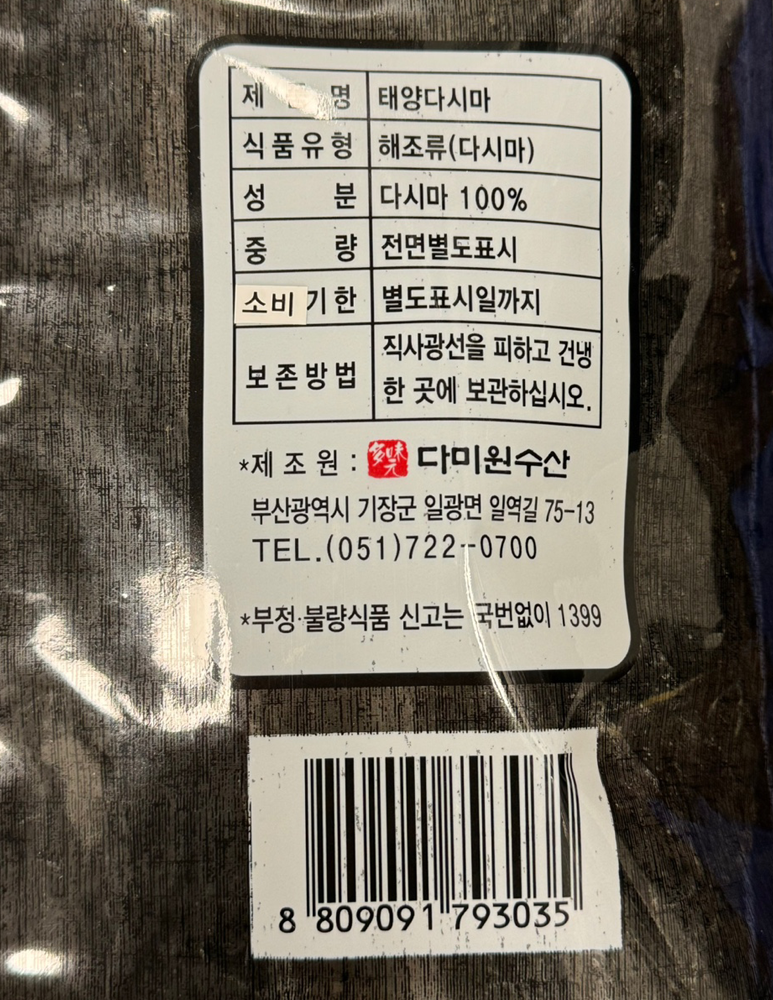 제 명 태양다시마
식품유형 해조류(다시마)
성 분 다시마 100%
중 량 전면별도표시
소비기한 별도표시일까지
보존방법 직사광선을 피하고 건냉
한 곳에 보관하십시오.
*제 조 원 : 多味元 다미원수산
부산광역시 기장군 일광면 일역길 75-13
TEL.(051)722-0700
*부정·불량식품 신고는 국번없이 1399
8 809091 793035